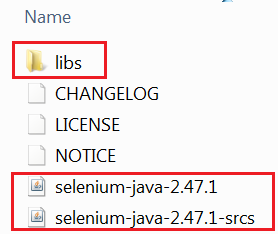 Name
libs
CHANGELOG
LICENSE
NOTICE
selenium-java-2.47.1
selenium-java-2.47.1-srcs